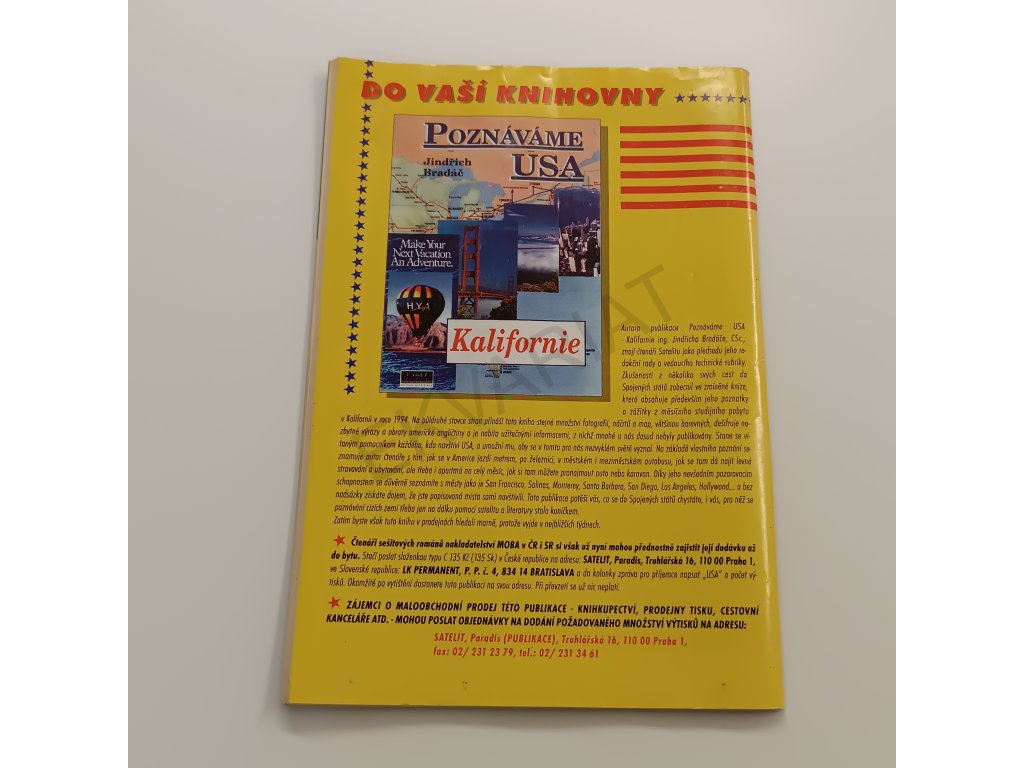 DO VAŠÍ KNIHOVNY
POZNÁVÁME
USA
Jindřich
Bradáč
Make Your
Next Vacation
An Adventure.
HYA
Kalifornie
Autora publikace Poznáváme USA
- Kalifornie ing. Jindřicha Bradáče, CSc.,
znají čtenáři Satelitu jako předsedu jeho re-
dakční rady a vedoucího technické rubriky.
Zkušenosti z několika svých cest do
Spojených států zobecnil ve zmíněné knize,
která obsahuje především jeho poznatky
a zážitky z měsíčního studijního pobytu
v Kalifornii v roce 1994. Na půldruhé stovce stran přináší tato kniha stejné množství fotografií, náčrtů a map, většinou barevných, dešifruje ne-
zbytné výrazy a obraty americké angličtiny a je nabita užitečnými informacemi, z nichž mnohé u nás dosud nebyly publikovány. Stane se ví-
taným pomocníkem každého, kdo navštíví USA, a umožní mu, aby se v tomto pro nás nezvyklém světě vyznal. Na základě vlastního poznání se-
znamuje autor čtenáře s tím, jak se v Americe jezdí metrem, po železnici, v městském i meziměstském autobusu, jak se tam dá najít levné
stravování a ubytování, ale třeba i apartmá na celý měsíc, jak si tam můžete pronajmout auto nebo karavan. Díky jeho nevšedním pozorovacím
schopnostem se důvěrně seznámíte s městy jako je San Francisco, Salinas, Monterey, Santa Barbara, San Diego, Los Angeles, Hollywood... a bez
nadsázky získáte dojem, že jste popisovaná místa sami navštívili. Tato publikace potěší vás, co se do Spojených států chystáte, i vás, pro něž se
poznávání cizích zemí třeba jen na dálku pomocí satelitu a literatury stalo koníčkem.
Zatím byste však tuto knihu v prodejnách hledali marně, protože vyjde v nejbližších týdnech.
Čtenáři sešitových románů nakladatelství MOBA v ČR i SR si však už nyní mohou přednostně zajistit její dodávku až
do bytu. Stačí poslat složenkou typu C 135 Kč (135 Sk) v České republice na adresu: SATELIT, Paradis, Truhlářská 16, 110 00 Praha 1,
ve Slovenské republice: LK PERMANENT, P. P. č. 4, 834 14 BRATISLAVA a do kolonky zpráva pro příjemce napsat „USA" a počet vý-
tisků. Okamžitě po vytištění dostanete tuto publikaci na svou adresu. Při převzetí se už nic neplatí.
ZÁJEMCI O MALOOBCHODNÍ PRODEJ TÉTO PUBLIKACE - KNIHKUPECTVÍ, PRODEJNY TISKU, CESTOVNÍ
KANCELÁŘE ATD. - MOHOU POSLAT OBJEDNÁVKY NA DODÁNÍ POŽADOVANÉHO MNOŽSTVÍ VÝTISKŮ NA ADRESU:
SATELIT, Paradis (PUBLIKACE), Truhlářská 16, 110 00 Praha 1,
fax: 02/ 231 23 79, tel.: 02/ 231 34 61